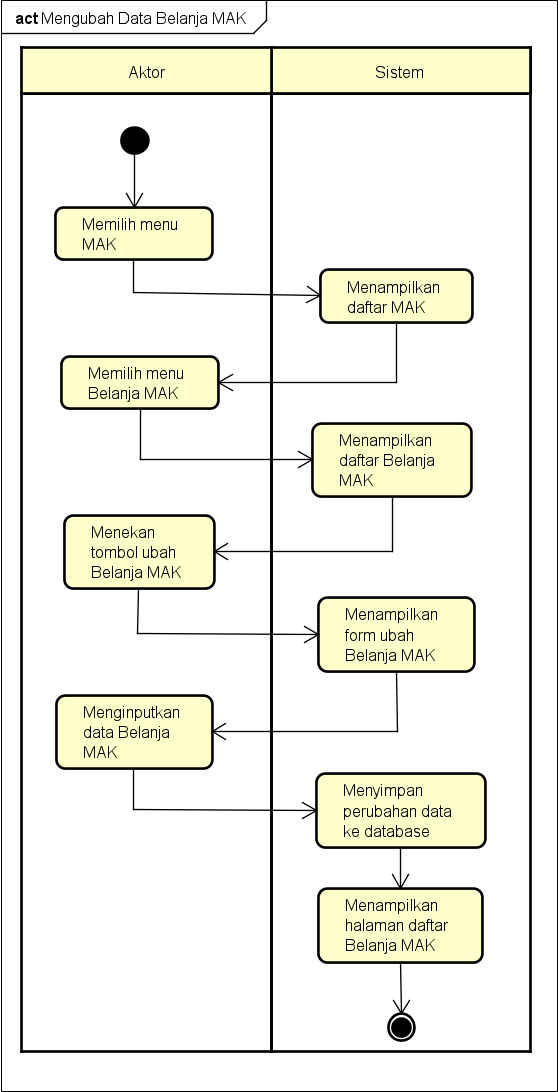 act Mengubah Data Belanja MAK
Aktor
Sistem
Memilih menu
MAK
Menampilkan
daftar MAK
Memilih menu
Belanja MAK
Menampilkan
daftar Belanja
MAK
Menekan
tombol ubah
Belanja MAK
Menampilkan
form ubah
Belanja MAK
Menginputkan
data Belanja
MAK
Menyimpan
perubahan data
ke database
Menampilkan
halaman daftar
Belanja MAK